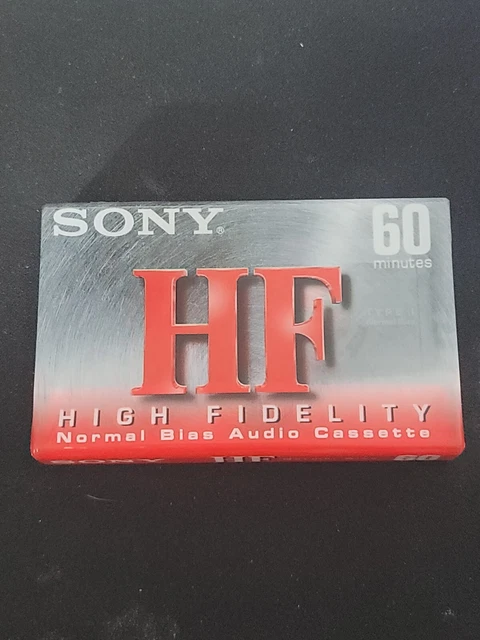 SONY®
60
minutes
HF
HIGH FIDELITY
Normal Bias Audio Cassette
SONY HF 60